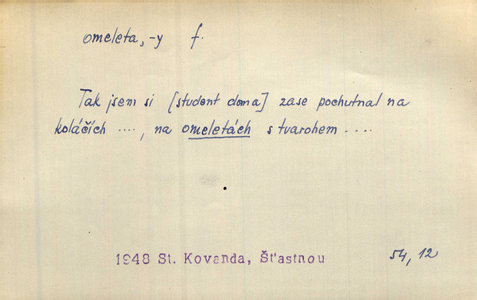 omeleta, -y f.
Tak jsem si [student doma] zase pochutnal na
koláčích ...., na omeletách s tvarohem ....
1948 St. Kovanda, Šťastnou
54, 12